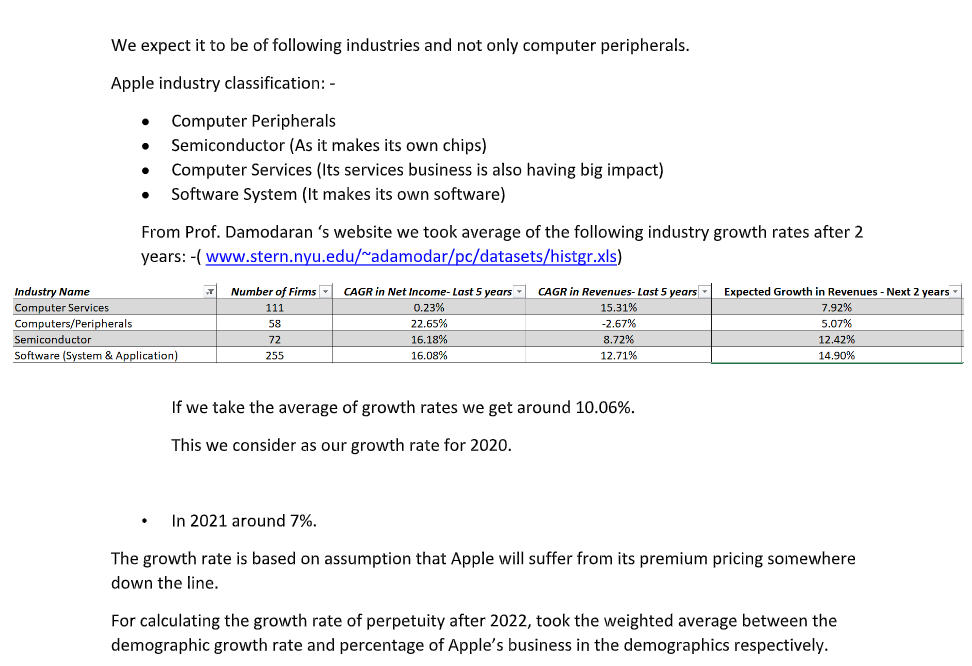 We expect it to be of following industries and not only computer peripherals.
Apple industry classification: -
• Computer Peripherals
• Semiconductor (As it makes its own chips)
• Computer Services (Its services business is also having big impact)
• Software System (It makes its own software)
From Prof. Damodaran ‘s website we took average of the following industry growth rates after 2
years: -( www.stern.nyu.edu/~adamodar/pc/datasets/histgr.xls)
Industry Name Number of Firms CAGR in Net Income- Last 5 years CAGR in Revenues- Last 5 years Expected Growth in Revenues - Next 2 years
Computer Services 111 0.23% 15.31% 7.92%
Computers/Peripherals 58 22.65% -2.67% 5.07%
Semiconductor 72 16.18% 8.72% 12.42%
Software (System & Application) 255 16.08% 12.71% 14.90%
If we take the average of growth rates we get around 10.06%.
This we consider as our growth rate for 2020.
• In 2021 around 7%.
The growth rate is based on assumption that Apple will suffer from its premium pricing somewhere
down the line.
For calculating the growth rate of perpetuity after 2022, took the weighted average between the
demographic growth rate and percentage of Apple’s business in the demographics respectively.